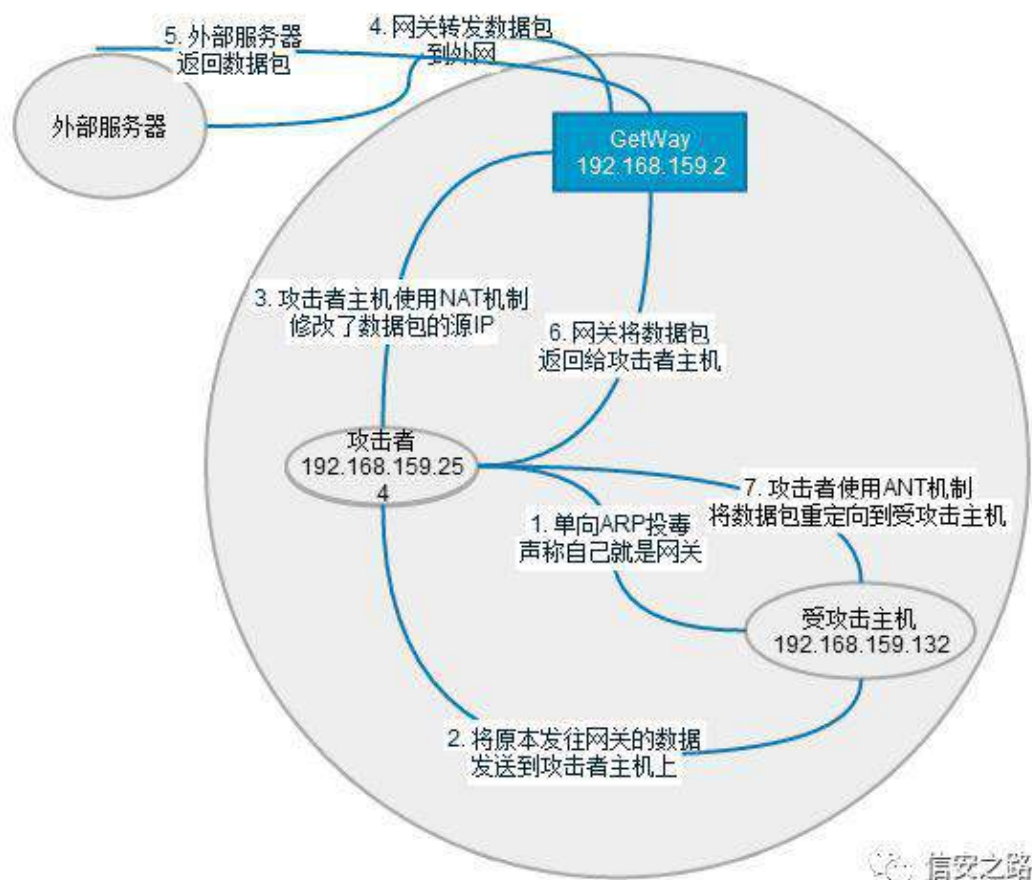 5. 外部服务器
返回数据包
4. 网关转发数据包
到外网
外部服务器
GetWay
192.168.159.2
3. 攻击者主机使用NAT机制
修改了数据包的源IP
6. 网关将数据包
返回给攻击者主机
攻击者
192.168.159.25
4
7. 攻击者使用ANT机制
将数据包重定向到受攻击主机
1. 单向ARP投毒
声称自己就是网关
受攻击主机
192.168.159.132
2. 将原本发往网关的数据
发送到攻击者主机上
信安之路